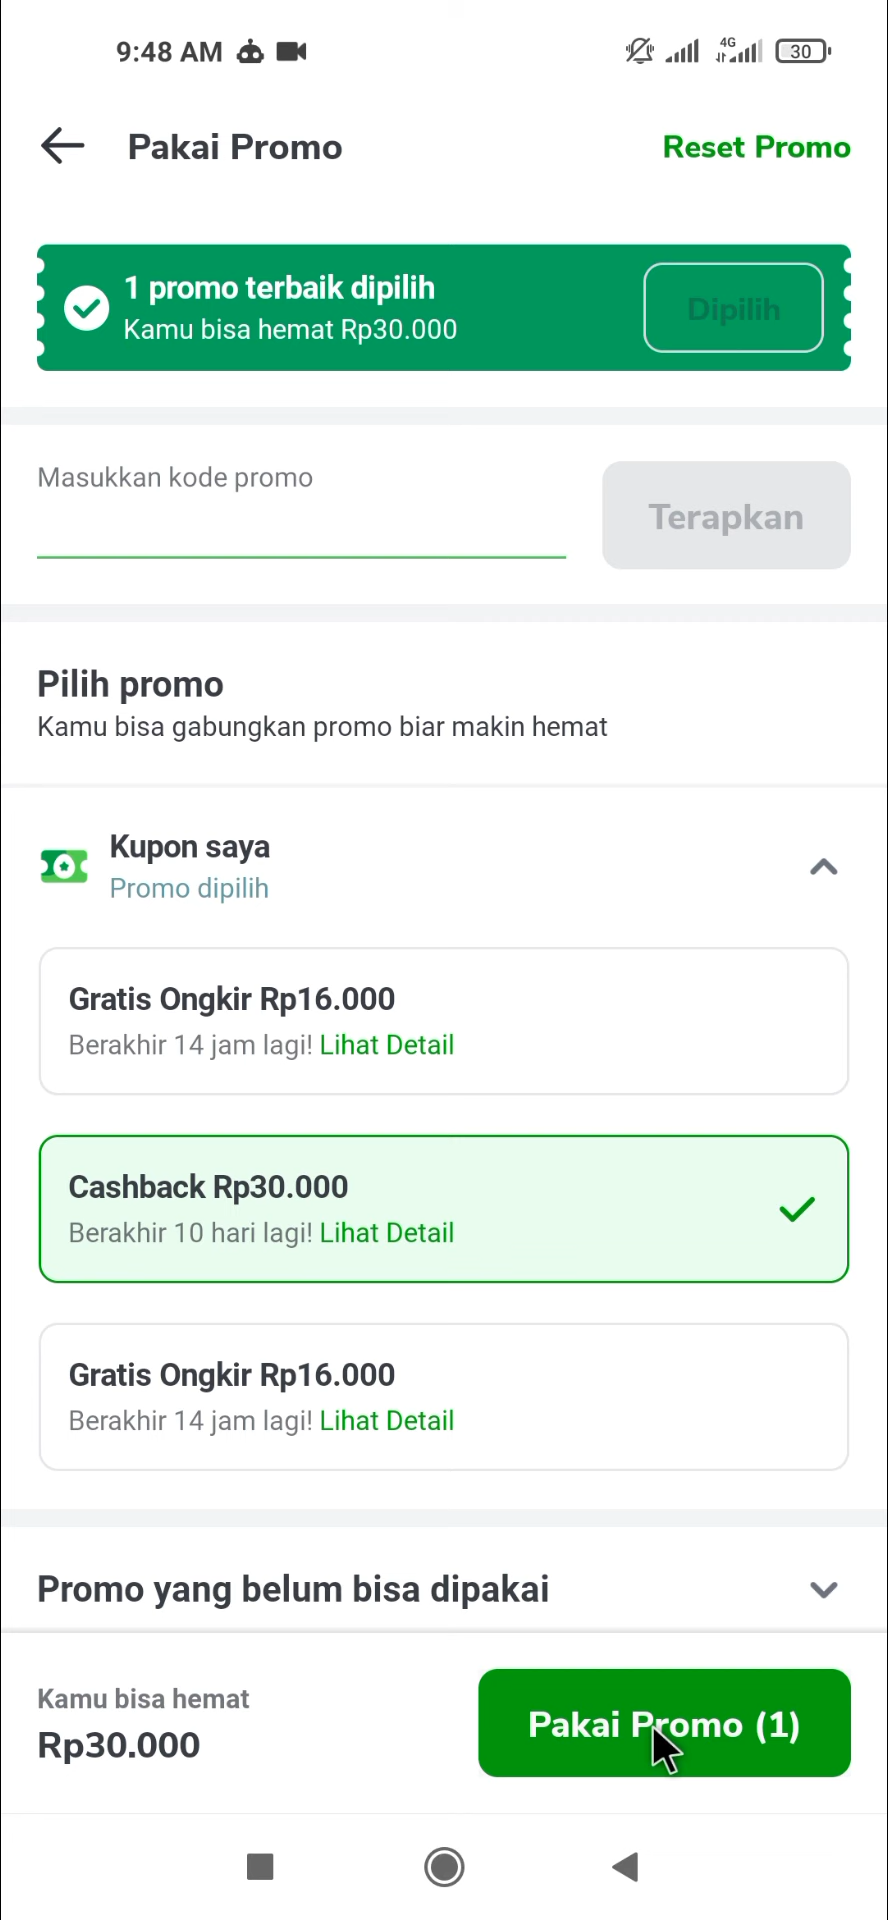 9:48 AM
4G
30
Pakai Promo
Reset Promo
1 promo terbaik dipilih
Kamu bisa hemat Rp30.000
Dipilih
Masukkan kode promo
Terapkan
Pilih promo
Kamu bisa gabungkan promo biar makin hemat
Kupon saya
Promo dipilih
Gratis Ongkir Rp16.000
Berakhir 14 jam lagi! Lihat Detail
Cashback Rp30.000
Berakhir 10 hari lagi! Lihat Detail
Gratis Ongkir Rp16.000
Berakhir 14 jam lagi! Lihat Detail
Promo yang belum bisa dipakai
Kamu bisa hemat
Rp30.000
Pakai Promo (1)